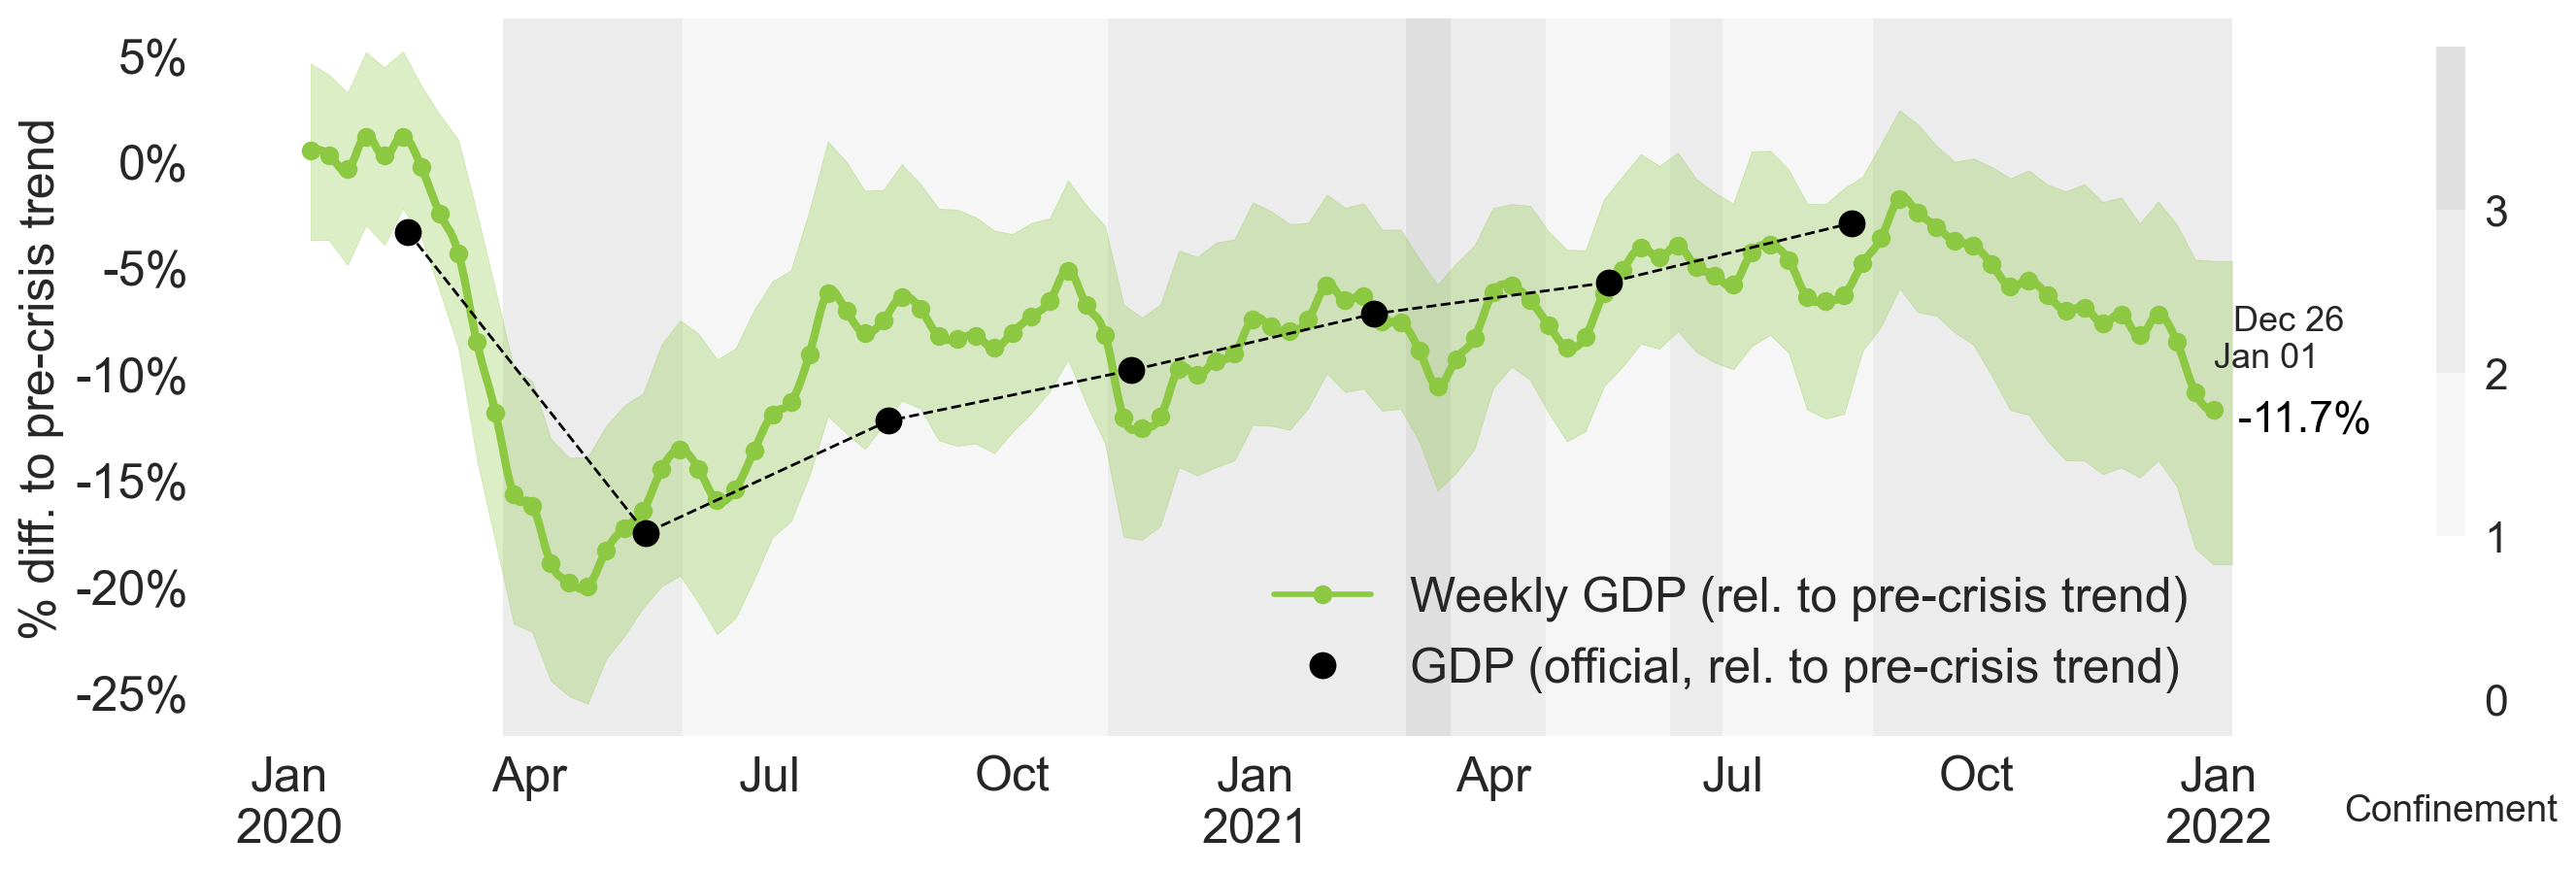 % diff. to pre-crisis trend
5%
0%
-5%
-10%
-15%
-20%
-25%
Dec 26
Jan 01
-11.7%
Weekly GDP (rel. to pre-crisis trend)
GDP (official, rel. to pre-crisis trend)
Jan Apr Jul Oct Jan Apr Jul Oct Jan
2020 2021 2022
3
2
1
0
Confinement